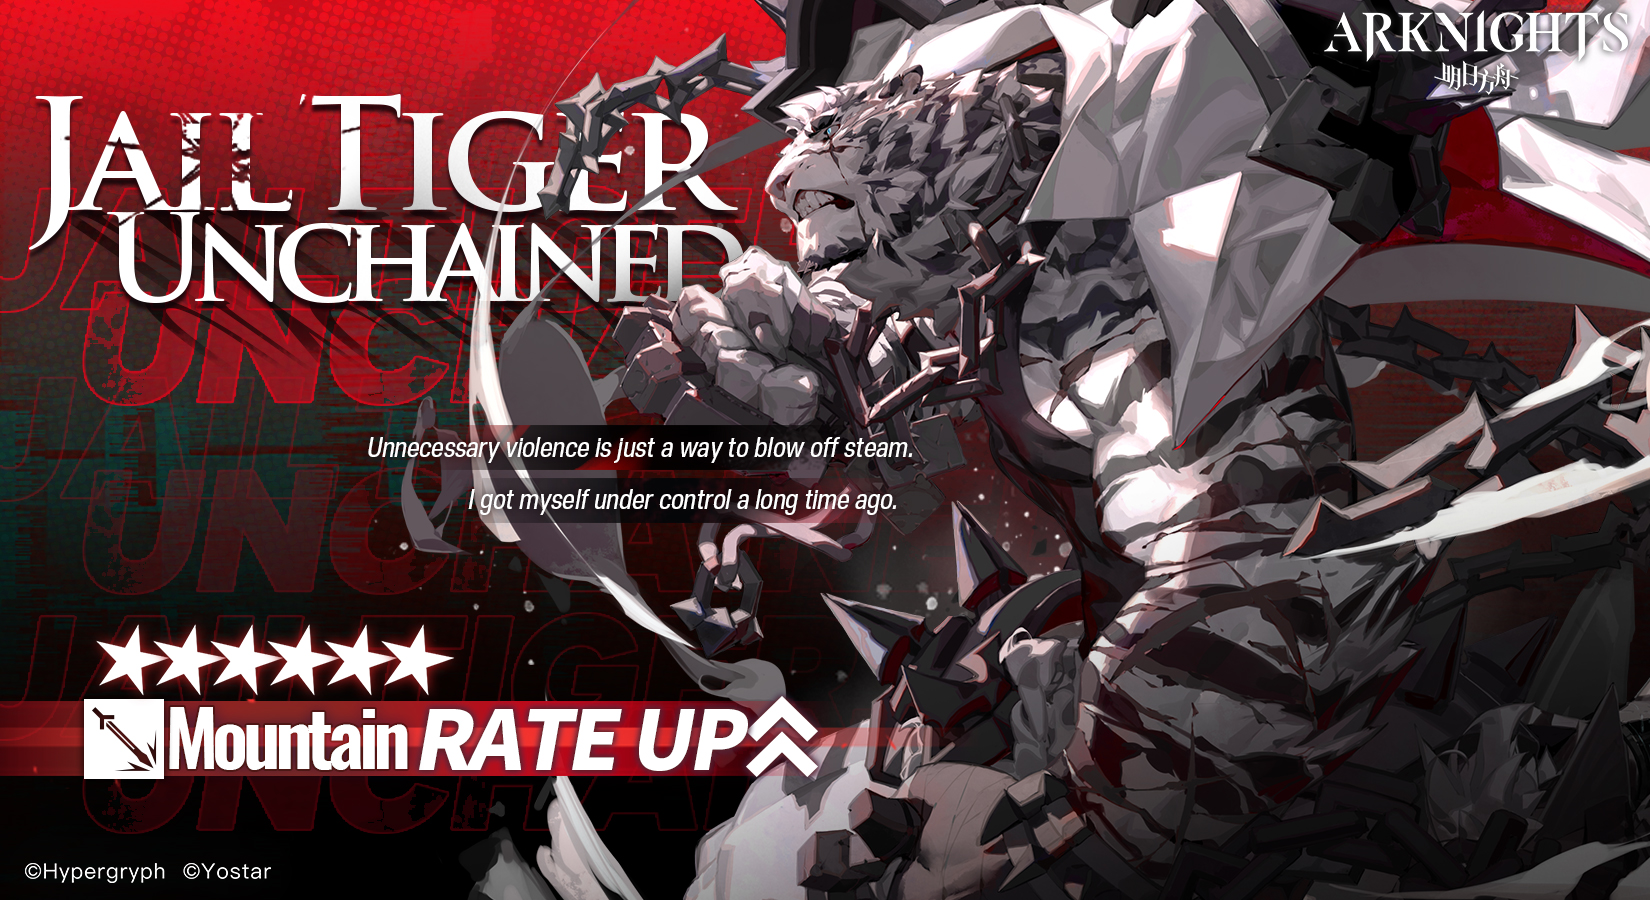 ARKNIGHTS
明日方舟
JAIL TIGER
UNCHAINED
Unnecessary violence is just a way to blow off steam.
I got myself under control a long time ago.
Mountain RATE UP
©Hypergryph ©Yostar